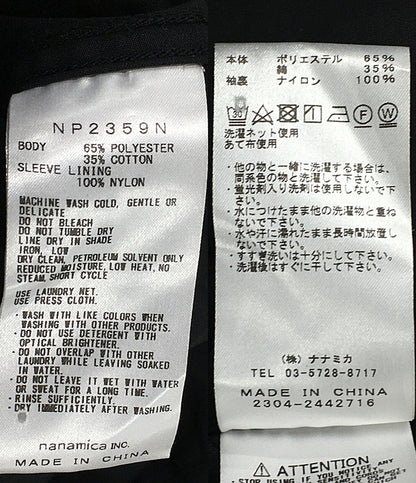 NP2359N
BODY 65% POLYESTER
35% COTTON
SLEEVE LINING
100% NYLON
MACHINE WASH COLD, GENTLE OR
DELICATE
DO NOT BLEACH
DO NOT TUMBLE DRY
LINE DRY IN SHADE
IRON, LOW
DRY CLEAN, PETROLEUM SOLVENT ONLY
REDUCED MOISTURE, LOW HEAT, NO
STEAM, SHORT CYCLE
USE LAUNDRY NET.
USE PRESS CLOTH.
・WASH WITH LIKE COLORS WHEN
WASHING WITH OTHER PRODUCTS.
・DO NOT USE DETERGENT WITH
OPTICAL BRIGHTENER.
・DO NOT OVERLAP WITH OTHER
LAUNDRY WHILE LEAVING SOAKED
IN WATER.
・DO NOT LEAVE IT WET WITH WATER
OR SWEAT FOR A LONG TIME.
・RINSE SUFFICIENTLY.
・DRY IMMEDIATELY AFTER WASHING.
nanamica INC.
MADE IN CHINA
本体 ポリエステル 65%
綿 35%
袖裏 ナイロン 100%
洗濯ネット使用
あて布使用
・他の物と一緒に洗濯する場合は、
同系色の物と洗濯して下さい。
・蛍光剤入り洗剤は使用しないで
下さい。
・水につけたまま他の洗濯物と重ね
ないで下さい。
・水や汗に濡れたまま長時間放置し
ないで下さい。
・すすぎ洗いは十分にして下さい。
・洗濯後はすぐに干して下さい。
(株) ナナミカ
TEL 03-5728-8717
MADE IN CHINA
2304-2442716
ATTENTION